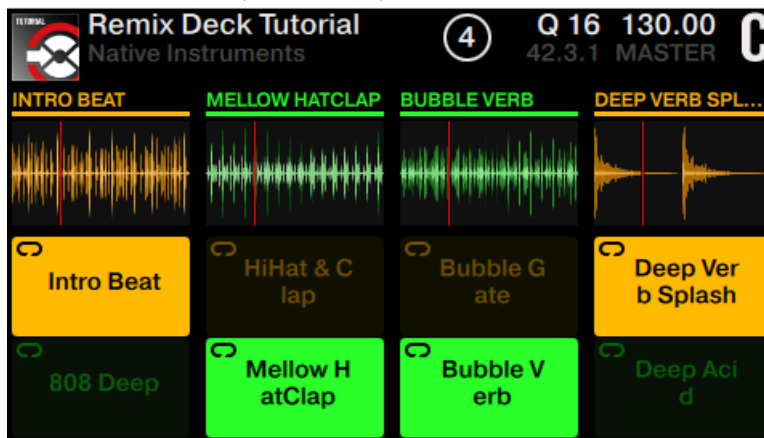 TUTORIAL
Remix Deck Tutorial
Native Instruments
4
Q 16 130.00
42.3.1 MASTER
C
INTRO BEAT
MELLOW HATCLAP
BUBBLE VERB
DEEP VERB SPL...
Intro Beat
HiHat & C
lap
Bubble G
ate
Deep Ver
b Splash
808 Deep
Mellow H
atClap
Bubble V
erb
Deep Aci
d